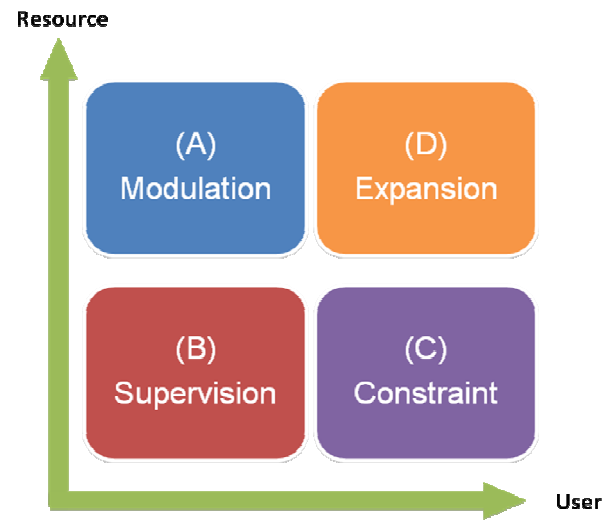 Resource
(A)
Modulation
(D)
Expansion
(B)
Supervision
(C)
Constraint
User